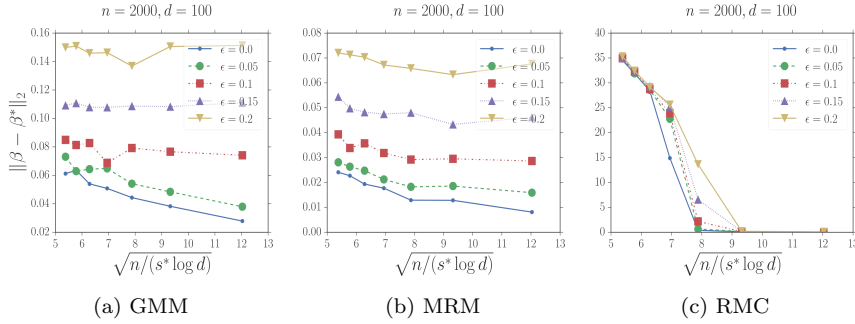 n = 2000, d = 100
0.16
0.14
0.12
0.10
0.08
0.06
0.04
0.02
‖β − β*‖₂
ϵ = 0.0
ϵ = 0.05
ϵ = 0.1
ϵ = 0.15
ϵ = 0.2
5 6 7 8 9 10 11 12 13
√n/(s* log d)
(a) GMM
n = 2000, d = 100
0.08
0.07
0.06
0.05
0.04
0.03
0.02
0.01
0.00
ϵ = 0.0
ϵ = 0.05
ϵ = 0.1
ϵ = 0.15
ϵ = 0.2
5 6 7 8 9 10 11 12 13
√n/(s* log d)
(b) MRM
n = 2000, d = 100
40
35
30
25
20
15
10
5
0
ϵ = 0.0
ϵ = 0.05
ϵ = 0.1
ϵ = 0.15
ϵ = 0.2
5 6 7 8 9 10 11 12 13
√n/(s* log d)
(c) RMC